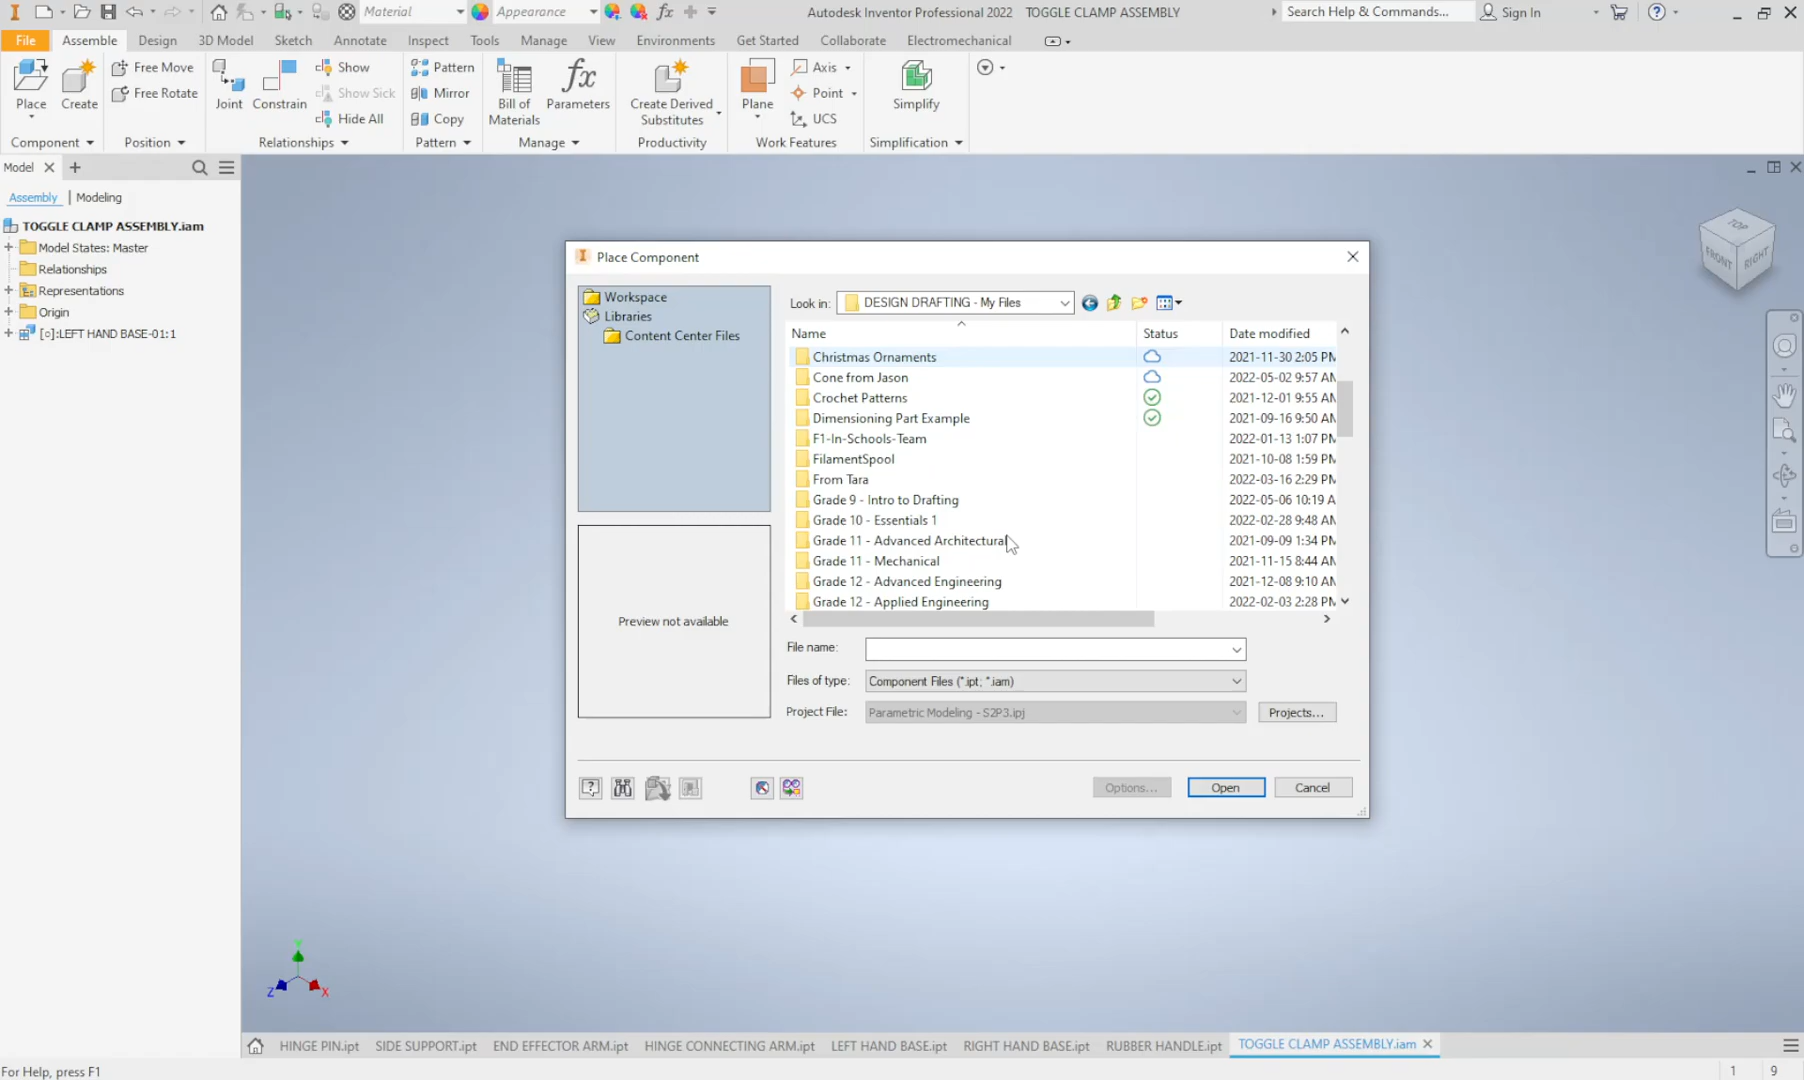 Material
Appearance
fx
Autodesk Inventor Professional 2022 TOGGLE CLAMP ASSEMBLY
Search Help & Commands...
Sign In
File Assemble Design 3D Model Sketch Annotate Inspect Tools Manage View Environments Get Started Collaborate Electromechanical
Place
Component
Create
Free Move
Free Rotate
Position
Joint
Constrain
Show
Show Sick
Hide All
Relationships
Pattern
Mirror
Copy
Pattern
Bill of
Materials
fx
Parameters
Manage
Create Derived
Substitutes
Productivity
Plane
Axis
Point
UCS
Work Features
Simplify
Simplification
Model
Assembly | Modeling
TOGGLE CLAMP ASSEMBLY.iam
Model States: Master
Relationships
Representations
Origin
[○]:LEFT HAND BASE-01:1
TOP
FRONT
RIGHT
Place Component
Workspace
Libraries
Content Center Files
Preview not available
Look in: DESIGN DRAFTING - My Files
Name Status Date modified
Christmas Ornaments 2021-11-30 2:05 PM
Cone from Jason 2022-05-02 9:57 AM
Crochet Patterns 2021-12-01 9:55 AM
Dimensioning Part Example 2021-09-16 9:50 AM
F1-In-Schools-Team 2022-01-13 1:07 PM
FilamentSpool 2021-10-08 1:59 PM
From Tara 2022-03-16 2:29 PM
Grade 9 - Intro to Drafting 2022-05-06 10:19 A
Grade 10 - Essentials 1 2022-02-28 9:48 AM
Grade 11 - Advanced Architectural 2021-09-09 1:34 PM
Grade 11 - Mechanical 2021-11-15 8:44 AM
Grade 12 - Advanced Engineering 2021-12-08 9:10 AM
Grade 12 - Applied Engineering 2022-02-03 2:28 PM
File name:
Files of type: Component Files (*.ipt; *.iam)
Project File: Parametric Modeling - S2P3.ipj Projects...
Options... Open Cancel
Y
Z
X
HINGE PIN.ipt SIDE SUPPORT.ipt END EFFECTOR ARM.ipt HINGE CONNECTING ARM.ipt LEFT HAND BASE.ipt RIGHT HAND BASE.ipt RUBBER HANDLE.ipt TOGGLE CLAMP ASSEMBLY.iam
For Help, press F1
1 9